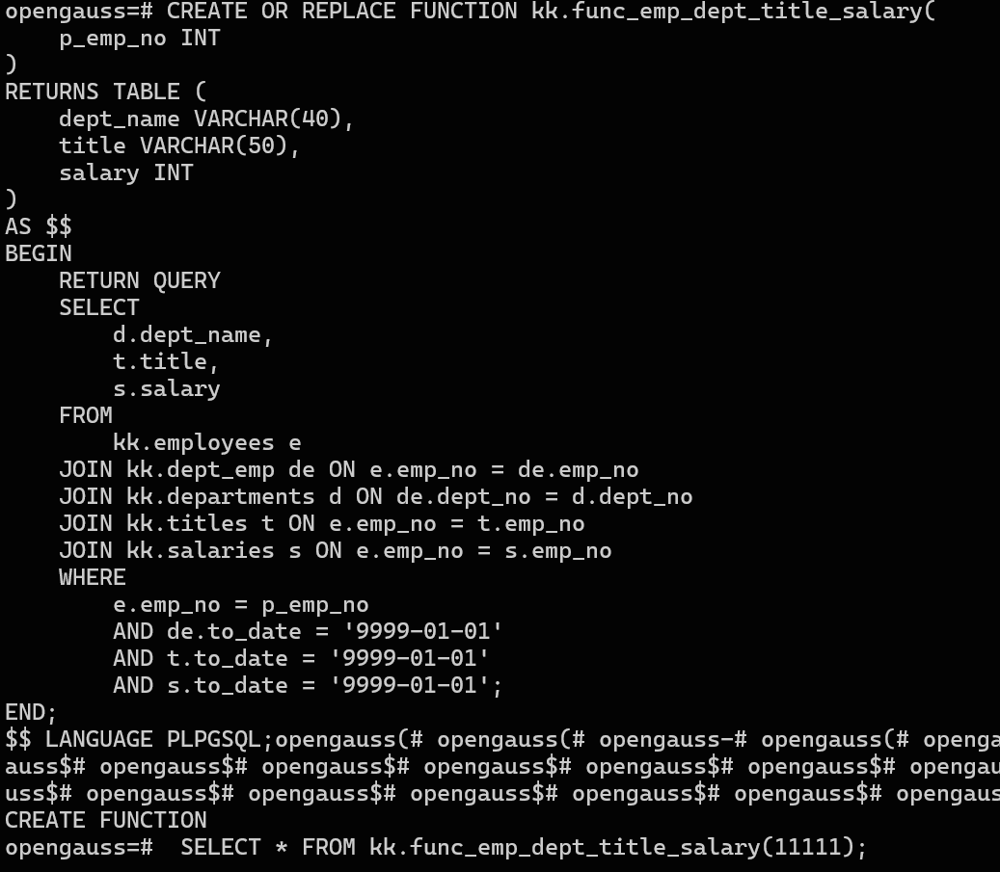 opengauss=# CREATE OR REPLACE FUNCTION kk.func_emp_dept_title_salary(
    p_emp_no INT
)
RETURNS TABLE (
    dept_name VARCHAR(40),
    title VARCHAR(50),
    salary INT
)
AS $$
BEGIN
    RETURN QUERY
    SELECT
        d.dept_name,
        t.title,
        s.salary
    FROM
        kk.employees e
    JOIN kk.dept_emp de ON e.emp_no = de.emp_no
    JOIN kk.departments d ON de.dept_no = d.dept_no
    JOIN kk.titles t ON e.emp_no = t.emp_no
    JOIN kk.salaries s ON e.emp_no = s.emp_no
    WHERE
        e.emp_no = p_emp_no
        AND de.to_date = '9999-01-01'
        AND t.to_date = '9999-01-01'
        AND s.to_date = '9999-01-01';
END;
$$ LANGUAGE PLPGSQL;opengauss(# opengauss(# opengauss-# opengauss(# openga
auss$# opengauss$# opengauss$# opengauss$# opengauss$# opengauss$# opengau
uss$# opengauss$# opengauss$# opengauss$# opengauss$# opengauss$# opengaus
CREATE FUNCTION
opengauss=#  SELECT * FROM kk.func_emp_dept_title_salary(11111);